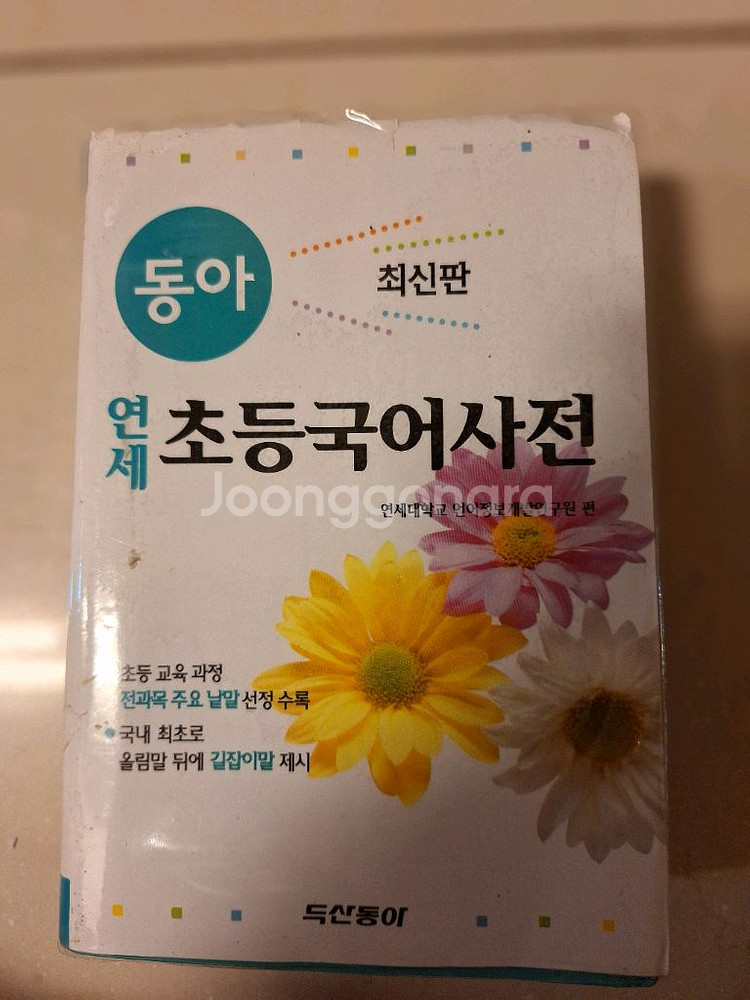 동아
최신판
연세
초등국어사전
Joonggonara
연세대학교 언어정보개발연구원 편
초등 교육 과정
전과목 주요 낱말 선정 수록
국내 최초로
올림말 뒤에 길잡이말 제시
두산동아